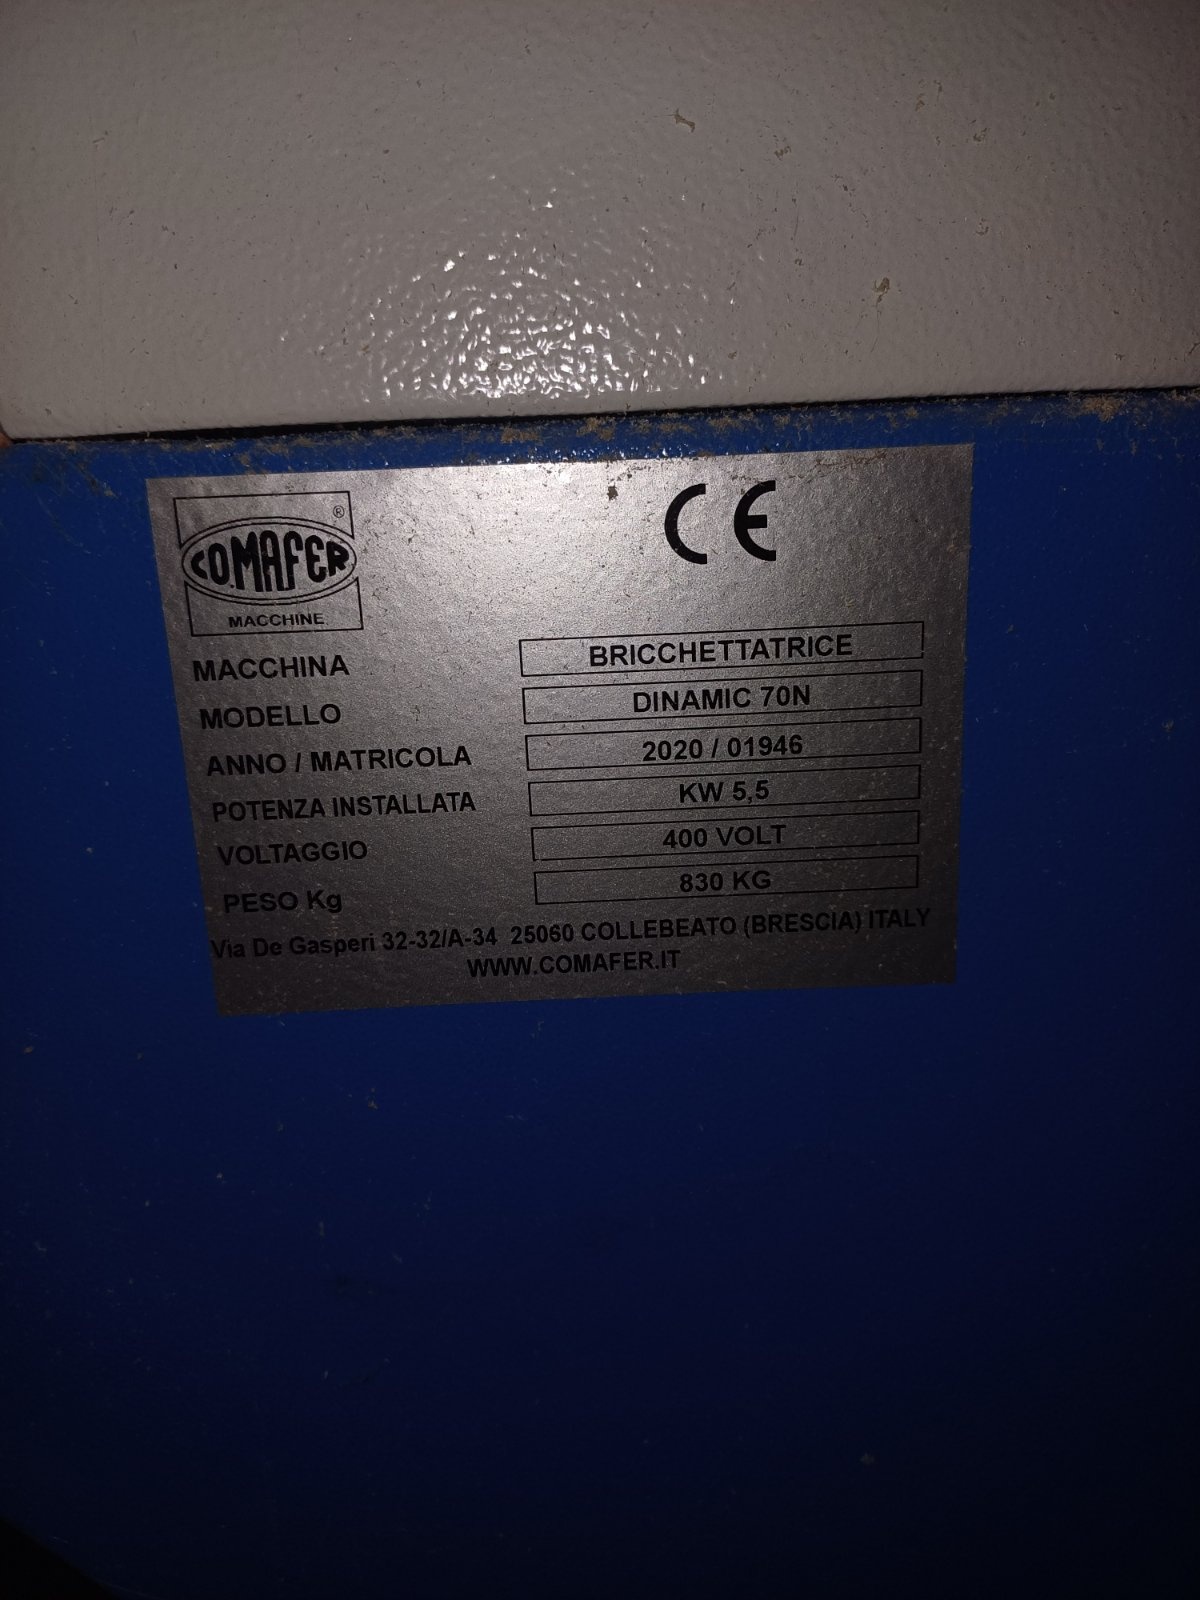 COMAFER ®
MACCHINE
CE
MACCHINA BRICCHETTATRICE
MODELLO DINAMIC 70N
ANNO / MATRICOLA 2020 / 01946
POTENZA INSTALLATA KW 5,5
VOLTAGGIO 400 VOLT
PESO Kg 830 KG
Via De Gasperi 32-32/A-34 25060 COLLEBEATO (BRESCIA) ITALY
WWW.COMAFER.IT